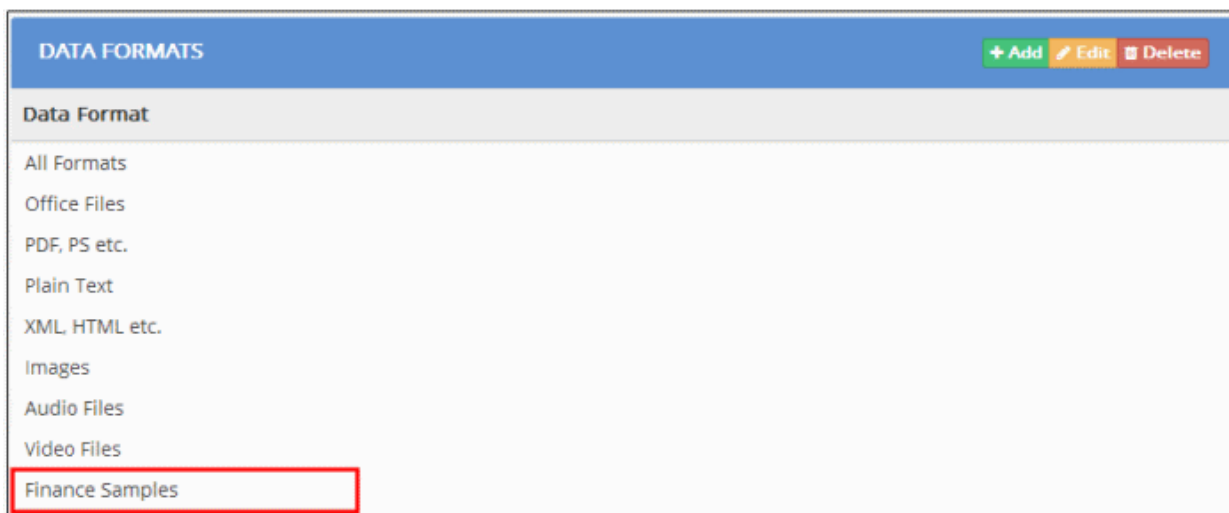 DATA FORMATS
+ Add Edit Delete
Data Format
All Formats
Office Files
PDF, PS etc.
Plain Text
XML, HTML etc.
Images
Audio Files
Video Files
Finance Samples